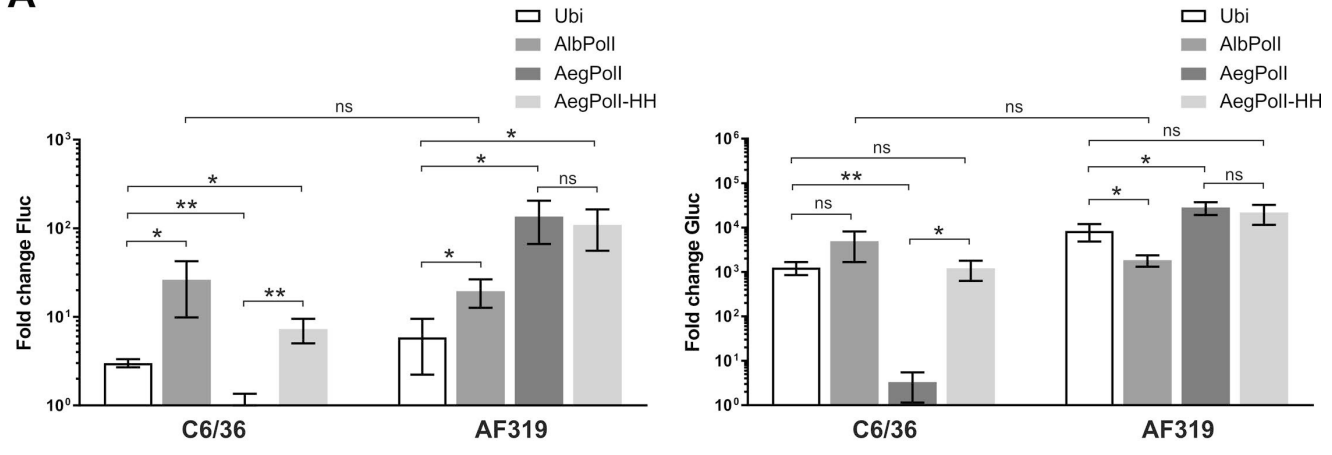 A
Ubi
AlbPolI
AegPolI
AegPolI-HH
ns
*
*
ns
*
**
*
*
**
10³
10²
10¹
10⁰
Fold change Fluc
C6/36
AF319
Ubi
AlbPolI
AegPolI
AegPolI-HH
ns
ns
ns
*
ns
**
*
ns
*
10⁶
10⁵
10⁴
10³
10²
10¹
10⁰
Fold change Gluc
C6/36
AF319